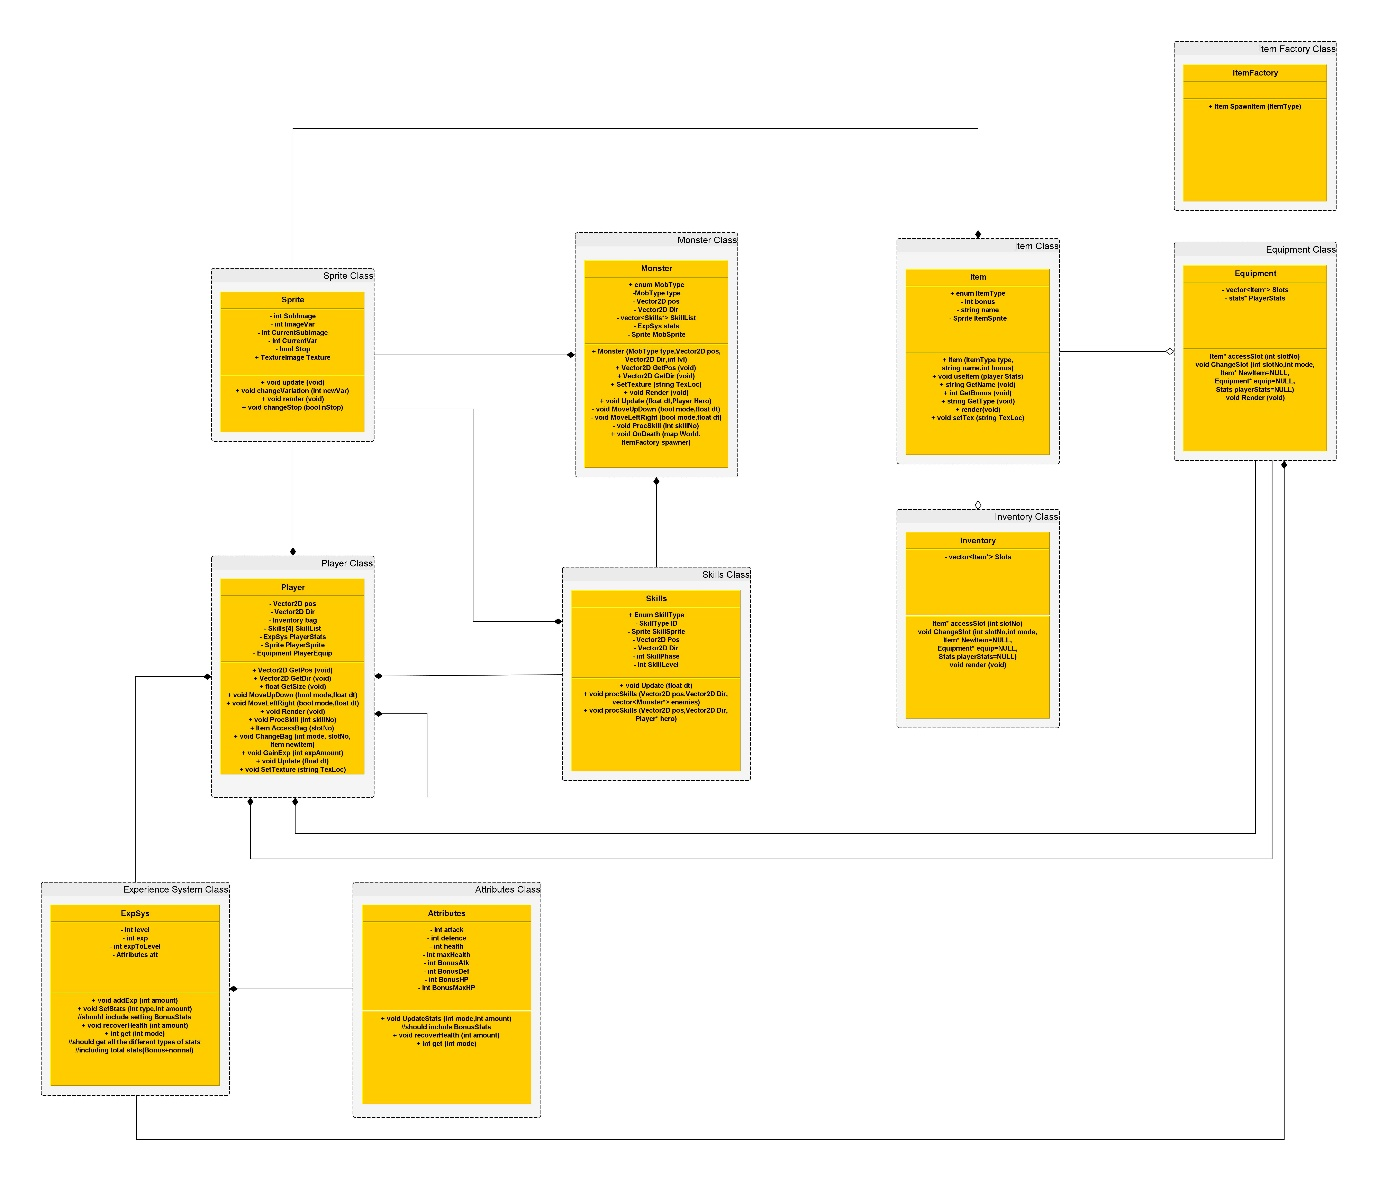 Item Factory Class
ItemFactory
+ Item SpawnItem (ItemType)
Monster Class
Monster
+ enum MobType
-MobType type
- Vector2D pos
- Vector2D Dir
- vector<Skills*> SkillList
- ExpSys stats
- Sprite MobSprite
+ Monster (MobType type,Vector2D pos,
Vector2D Dir,int lvl)
+ Vector2D GetPos (void)
+ Vector2D GetDir (void)
+ SetTexture (string TexLoc)
+ void Render (void)
+ void Update (float dt,Player Hero)
- void MoveUpDown (bool mode,float dt)
- void MoveLeftRight (bool mode,float dt)
- void ProcSkill (int skillNo)
+ void OnDeath (map World,
ItemFactory spawner)
Item Class
Item
+ enum ItemType
- int bonus
- string name
- Sprite ItemSprite
+ Item (ItemType type,
string name,int bonus)
+ void useItem (player Stats)
+ string GetName (void)
+ int GetBonus (void)
+ string GetType (void)
+ render(void)
+ void setTex (string TexLoc)
Equipment Class
Equipment
- vector<Item*> Slots
- stats* PlayerStats
Item* accessSlot (int slotNo)
void ChangeSlot (int slotNo,int mode,
Item* NewItem=NULL,
Equipment* equip=NULL,
Stats playerStats=NULL)
void Render (void)
Sprite Class
Sprite
- int SubImage
- int ImageVar
- int CurrentSubImage
- int CurrentVar
- bool Stop
+ TextureImage Texture
+ void update (void)
+ void changeVariation (int newVar)
+ void render (void)
- void changeStop (bool nStop)
Inventory Class
Inventory
- vector<Item*> Slots
Item* accessSlot (int slotNo)
void ChangeSlot (int slotNo,int mode,
Item* NewItem=NULL,
Equipment* equip=NULL,
Stats playerStats=NULL)
void render (void)
Player Class
Player
- Vector2D pos
- Vector2D Dir
- Inventory bag
- Skills[4] SkillList
- ExpSys PlayerStats
- Sprite PlayerSprite
- Equipment PlayerEquip
+ Vector2D GetPos (void)
+ Vector2D GetDir (void)
+ float GetSize (void)
+ void MoveUpDown (bool mode,float dt)
+ void MoveLeftRight (bool mode,float dt)
+ void Render (void)
+ void ProcSkill (int skillNo)
+ Item AccessBag (slotNo)
+ void ChangeBag (int mode, slotNo,
Item newItem)
+ void GainExp (int expAmount)
+ void Update (float dt)
+ void SetTexture (string TexLoc)
Skills Class
Skills
+ Enum SkillType
- SkillType ID
- Sprite SkillSprite
- Vector2D Pos
- Vector2D Dir
- int SkillPhase
- int SkillLevel
+ void Update (float dt)
+ void procSkills (Vector2D pos,Vector2D Dir,
vector<Monster*> enemies)
+ void procSkills (Vector2D pos,Vector2D Dir,
Player* hero)
Experience System Class
ExpSys
- int level
- int exp
- int expToLevel
- Attributes att
+ void addExp (int amount)
+ void SetStats (int type,int amount)
//should include setting BonusStats
+ void recoverHealth (int amount)
+ int get (int mode)
//should get all the different types of stats
//including total stats(Bonus+normal)
Attributes Class
Attributes
- int attack
- int defence
- int health
- int maxHealth
- int BonusAtk
- int BonusDef
- int BonusHP
- int BonusMaxHP
+ void UpdateStats (int mode,int amount)
//should include BonusStats
+ void recoverHealth (int amount)
+ int get (int mode)